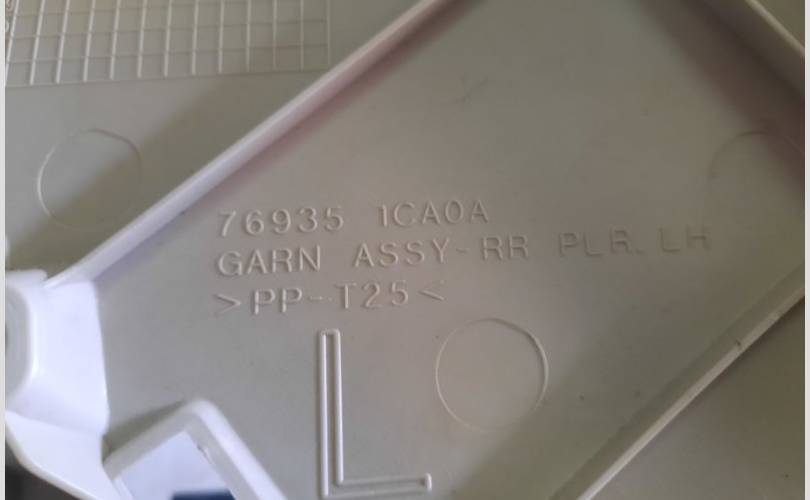 76935 1CA0A
GARN ASSY-RR PLR. LH
>PP-T25<
L